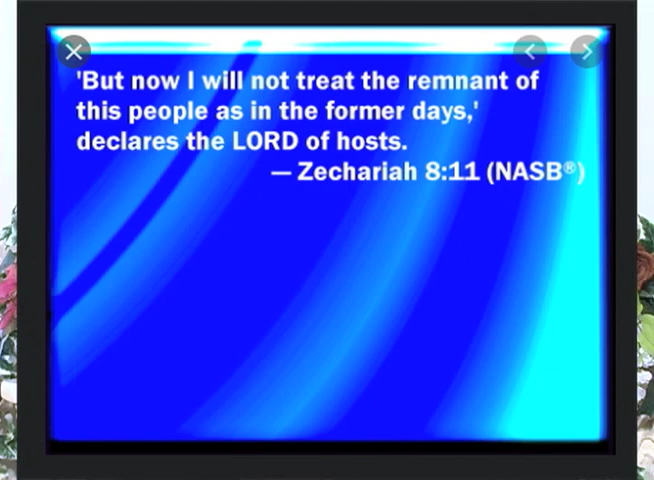 'But now I will not treat the remnant of
this people as in the former days,'
declares the LORD of hosts.
— Zechariah 8:11 (NASB®)